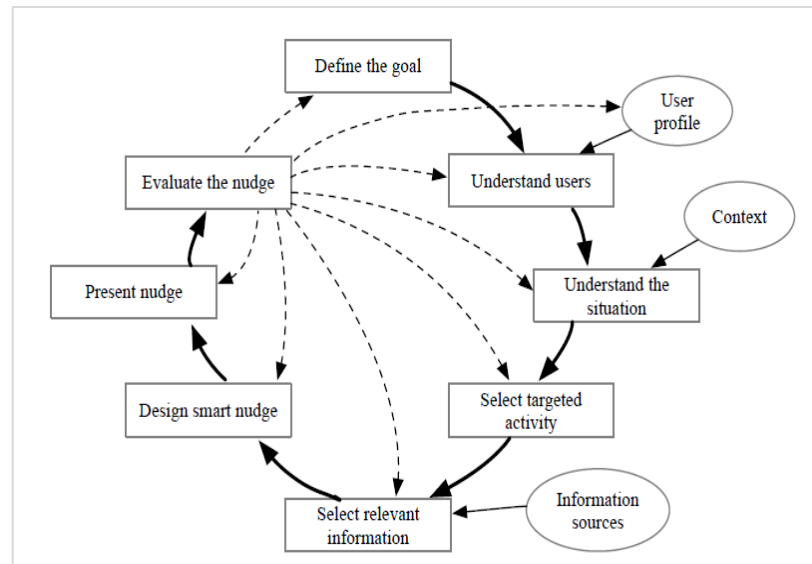 Define the goal
User
profile
Evaluate the nudge
Understand users
Context
Present nudge
Understand the
situation
Design smart nudge
Select targeted
activity
Select relevant
information
Information
sources